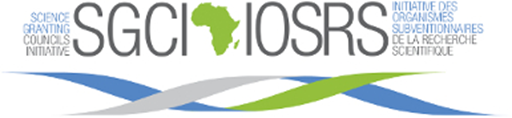 SCIENCE
GRANTING
COUNCILS
INITIATIVE
SGCI IOSRS
INITIATIVE DES
ORGANISMES
SUBVENTIONNAIRES
DE LA RECHERCHE
SCIENTIFIQUE